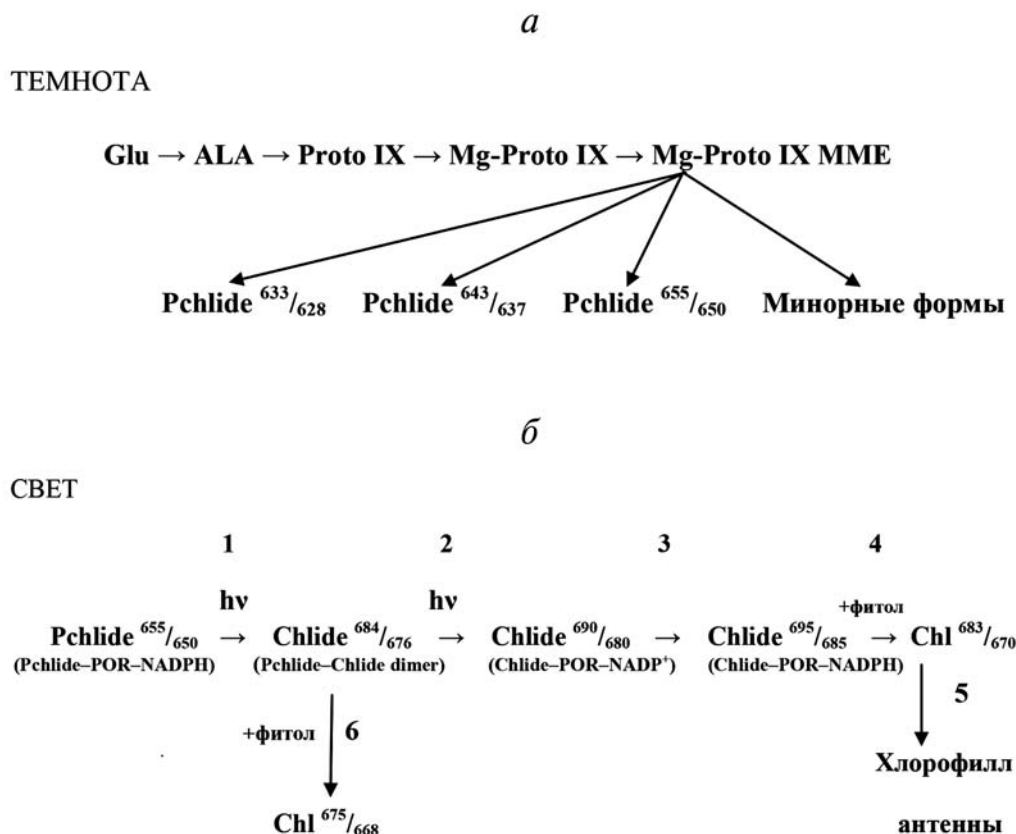 а
ТЕМНОТА
Glu → ALA → Proto IX → Mg-Proto IX → Mg-Proto IX MME
Pchlide ⁶³³/₆₂₈ Pchlide ⁶⁴³/₆₃₇ Pchlide ⁶⁵⁵/₆₅₀ Минорные формы
б
СВЕТ
1 2 3 4
hν hν +фитол
Pchlide ⁶⁵⁵/₆₅₀ → Chlide ⁶⁸⁴/₆₇₆ → Chlide ⁶⁹⁰/₆₈₀ → Chlide ⁶⁹⁵/₆₈₅ → Chl ⁶⁸³/₆₇₀
(Pchlide–POR–NADPH) (Pchlide–Chlide dimer) (Chlide–POR–NADP⁺) (Chlide–POR–NADPH)
+фитол 6 5
Хлорофилл
Chl ⁶⁷⁵/₆₆₈ антенны